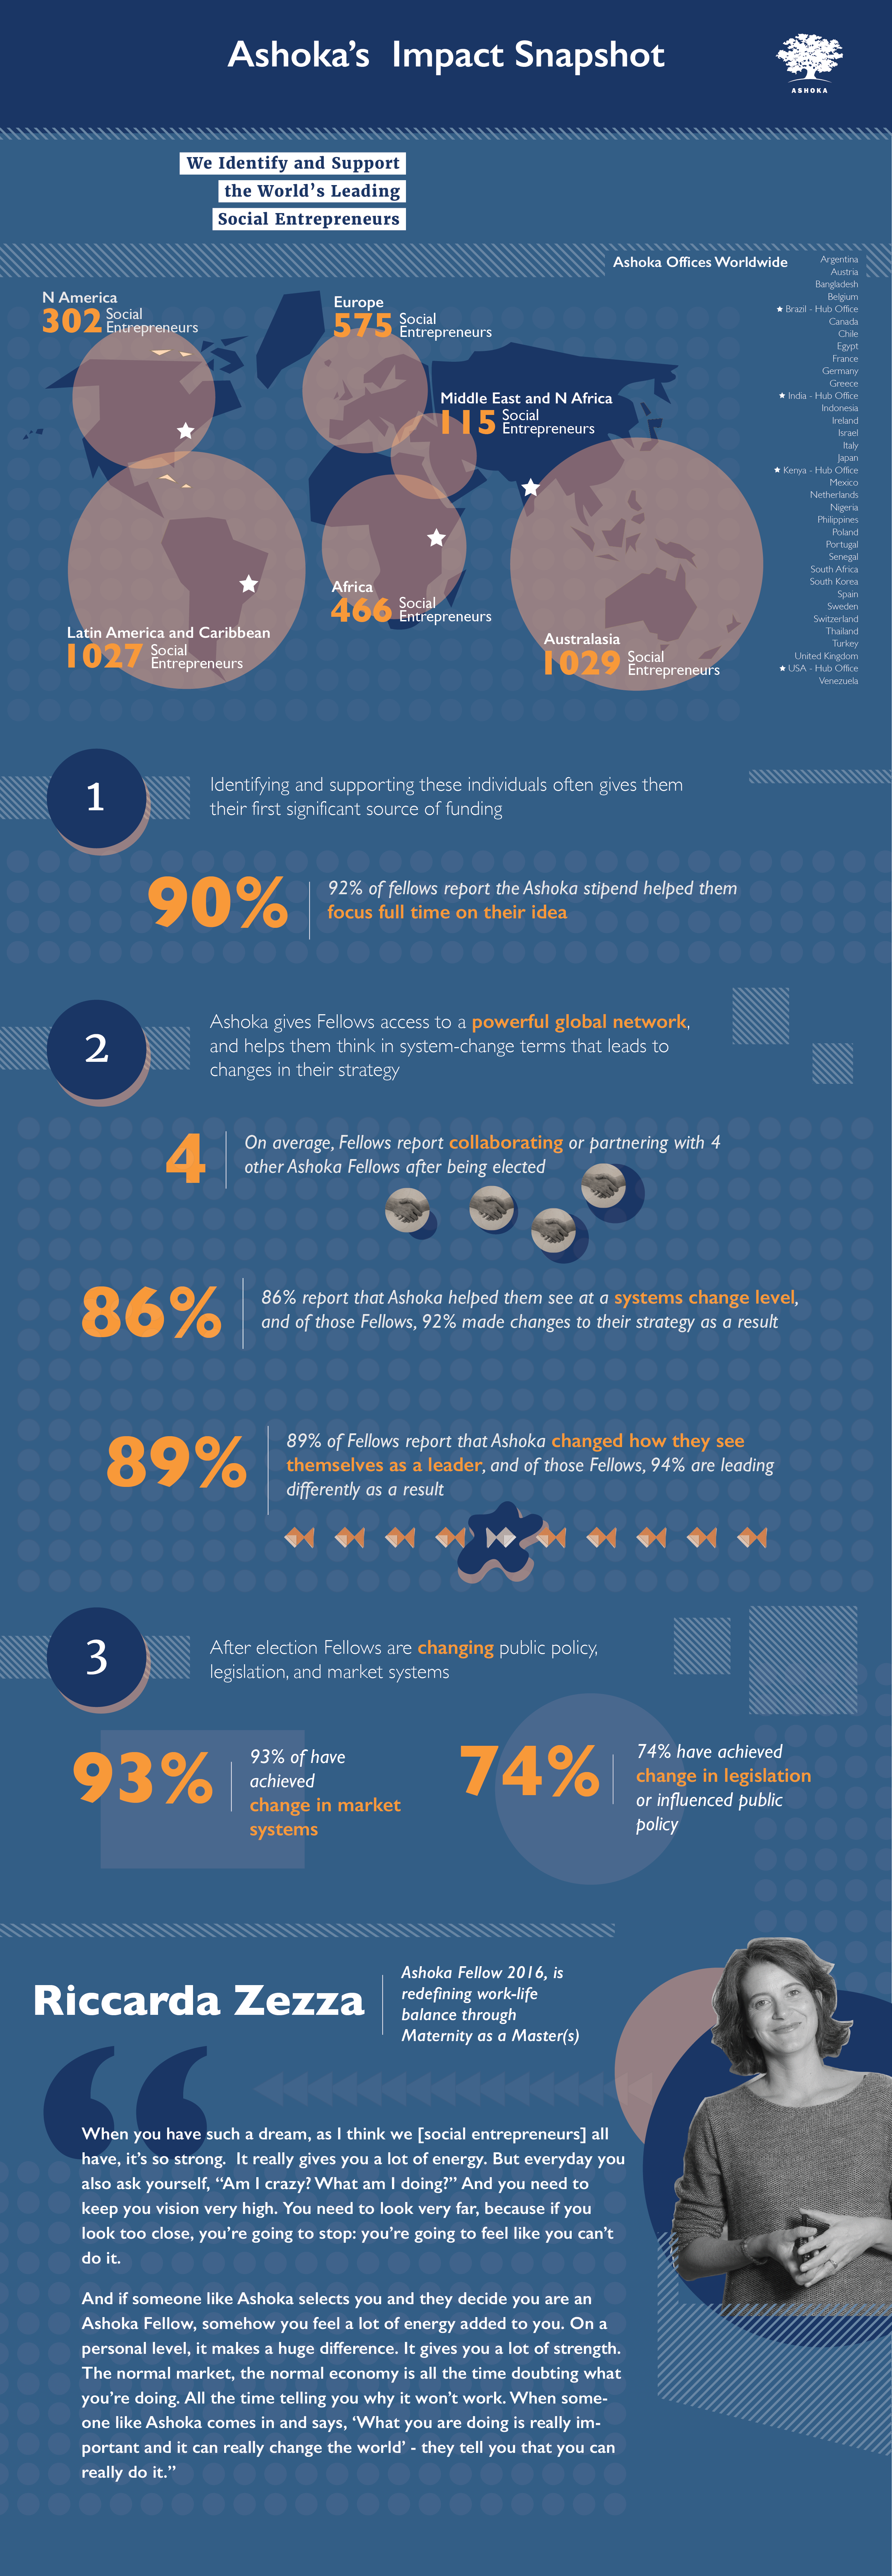 Ashoka's Impact Snapshot
ASHOKA
We Identify and Support
the World's Leading
Social Entrepreneurs
Ashoka Offices Worldwide
Argentina
Austria
Bangladesh
Belgium
Brazil - Hub Office
Canada
Chile
Egypt
France
Germany
Greece
India - Hub Office
Indonesia
Ireland
Israel
Italy
Japan
Kenya - Hub Office
Mexico
Netherlands
Nigeria
Philippines
Poland
Portugal
Senegal
South Africa
South Korea
Spain
Sweden
Switzerland
Thailand
Turkey
United Kingdom
USA - Hub Office
Venezuela
N America
302 Social
Entrepreneurs
Europe
575 Social
Entrepreneurs
Middle East and N Africa
115 Social
Entrepreneurs
Africa
466 Social
Entrepreneurs
Latin America and Caribbean
1027 Social
Entrepreneurs
Australasia
1029 Social
Entrepreneurs
1
Identifying and supporting these individuals often gives them
their first significant source of funding
90%
92% of fellows report the Ashoka stipend helped them
focus full time on their idea
2
Ashoka gives Fellows access to a powerful global network,
and helps them think in system-change terms that leads to
changes in their strategy
4
On average, Fellows report collaborating or partnering with 4
other Ashoka Fellows after being elected
86%
86% report that Ashoka helped them see at a systems change level,
and of those Fellows, 92% made changes to their strategy as a result
89%
89% of Fellows report that Ashoka changed how they see
themselves as a leader, and of those Fellows, 94% are leading
differently as a result
3
After election Fellows are changing public policy,
legislation, and market systems
93%
93% of have
achieved
change in market
systems
74%
74% have achieved
change in legislation
or influenced public
policy
Riccarda Zezza
Ashoka Fellow 2016, is
redefining work-life
balance through
Maternity as a Master(s)
“
When you have such a dream, as I think we [social entrepreneurs] all
have, it's so strong. It really gives you a lot of energy. But everyday you
also ask yourself, “Am I crazy? What am I doing?” And you need to
keep you vision very high. You need to look very far, because if you
look too close, you're going to stop: you're going to feel like you can't
do it.
And if someone like Ashoka selects you and they decide you are an
Ashoka Fellow, somehow you feel a lot of energy added to you. On a
personal level, it makes a huge difference. It gives you a lot of strength.
The normal market, the normal economy is all the time doubting what
you're doing. All the time telling you why it won't work. When some-
one like Ashoka comes in and says, ‘What you are doing is really im-
portant and it can really change the world’ - they tell you that you can
really do it.”